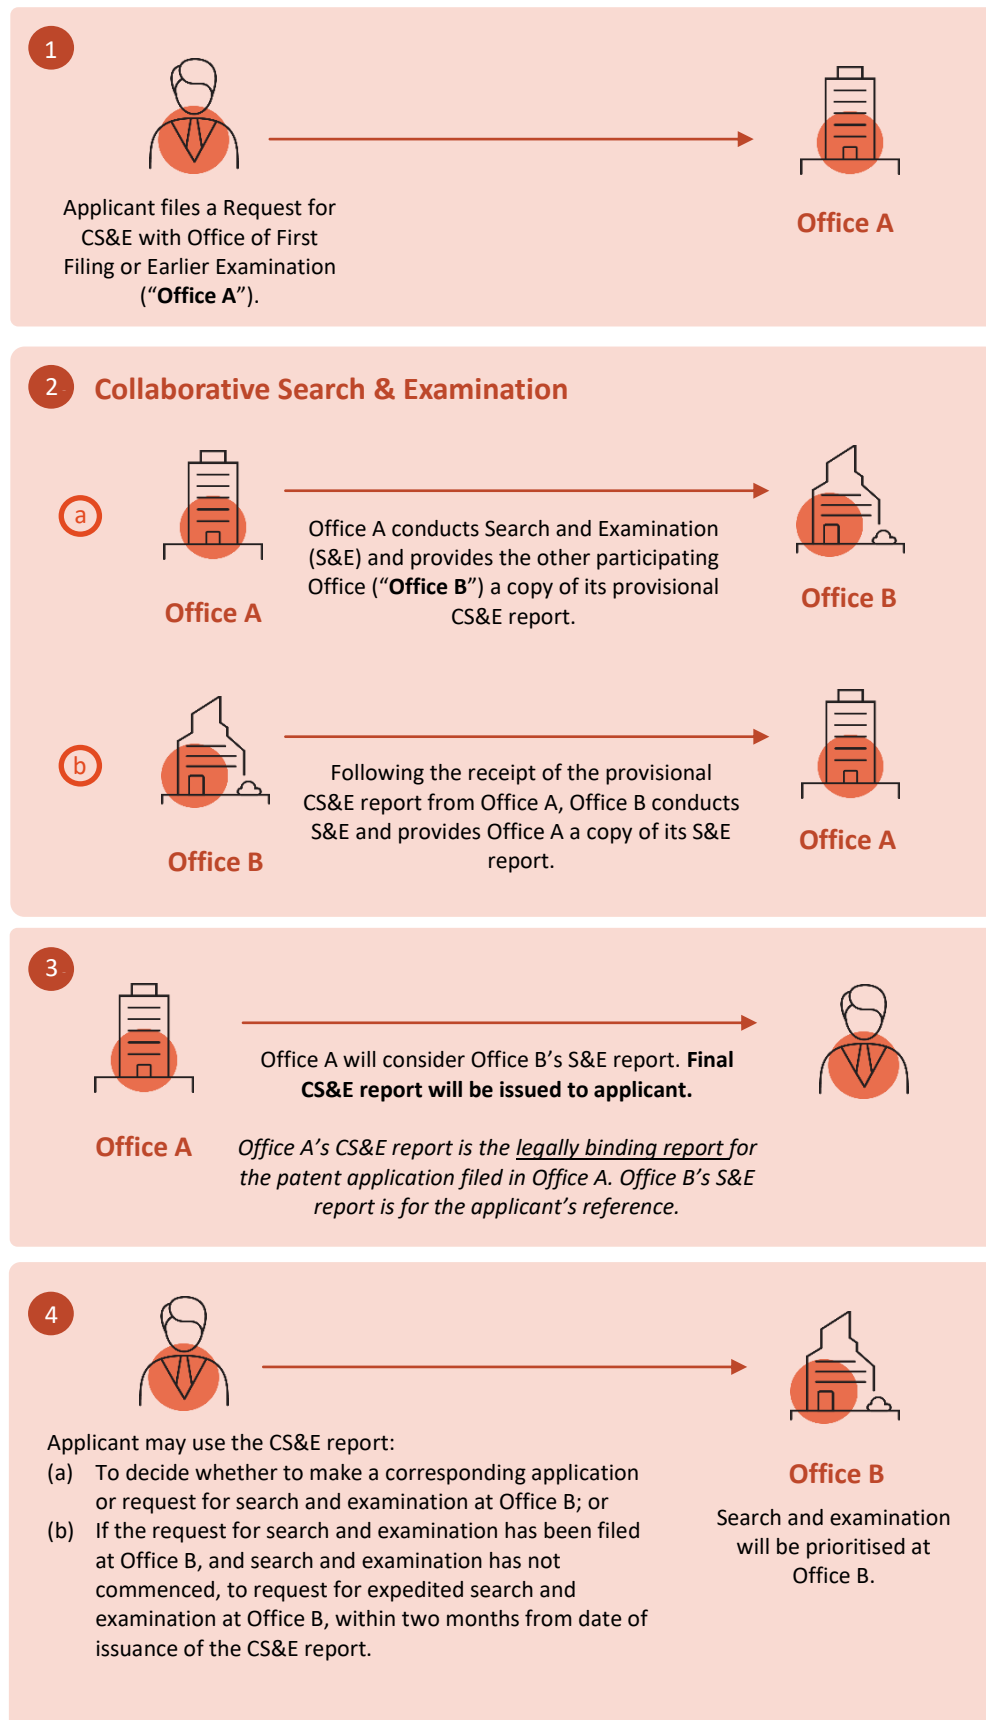 1
Applicant files a Request for
CS&E with Office of First
Filing or Earlier Examination
(“Office A”).
Office A
2
Collaborative Search & Examination
a
Office A
Office A conducts Search and Examination
(S&E) and provides the other participating
Office (“Office B”) a copy of its provisional
CS&E report.
Office B
b
Office B
Following the receipt of the provisional
CS&E report from Office A, Office B conducts
S&E and provides Office A a copy of its S&E
report.
Office A
3
Office A
Office A will consider Office B’s S&E report. Final
CS&E report will be issued to applicant.
Office A’s CS&E report is the legally binding report for
the patent application filed in Office A. Office B’s S&E
report is for the applicant’s reference.
4
Applicant may use the CS&E report:
(a) To decide whether to make a corresponding application
or request for search and examination at Office B; or
(b) If the request for search and examination has been filed
at Office B, and search and examination has not
commenced, to request for expedited search and
examination at Office B, within two months from date of
issuance of the CS&E report.
Office B
Search and examination
will be prioritised at
Office B.